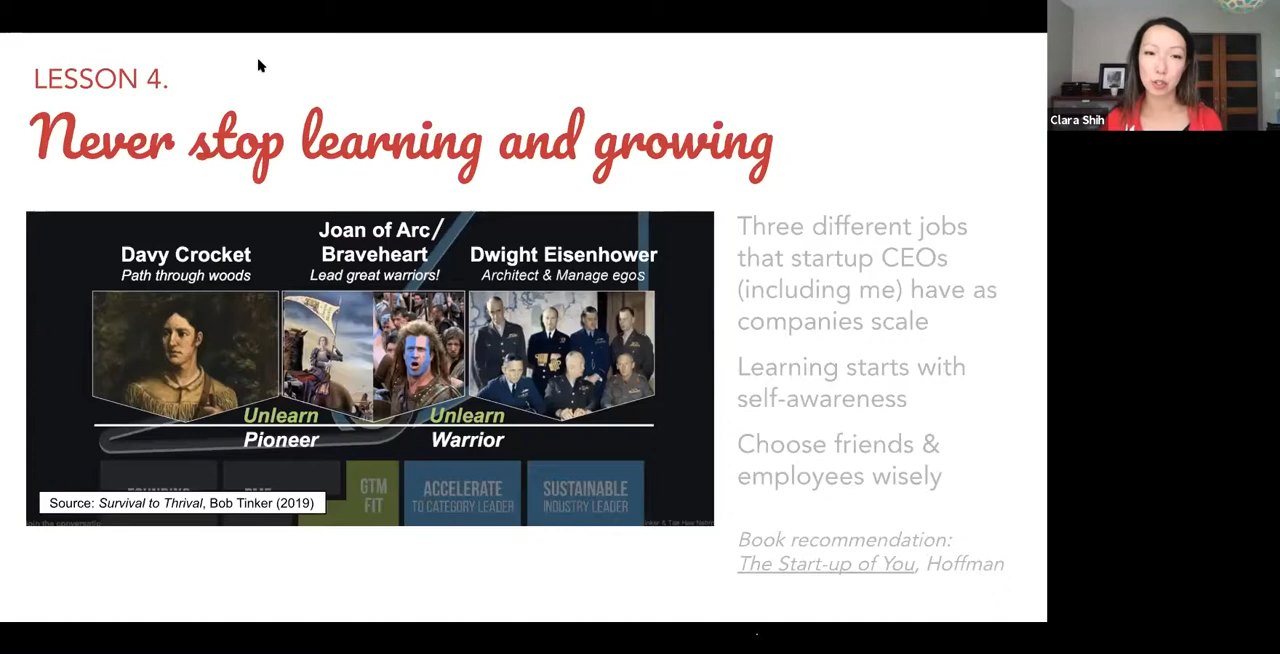 LESSON 4.
Never stop learning and growing
Davy Crocket
Path through woods
Joan of Arc/
Braveheart
Lead great warriors!
Dwight Eisenhower
Architect & Manage egos
Unlearn
Pioneer
Unlearn
Warrior
GTM
FIT
ACCELERATE
TO CATEGORY LEADER
SUSTAINABLE
INDUSTRY LEADER
Source: Survival to Thrival, Bob Tinker (2019)
Three different jobs
that startup CEOs
(including me) have as
companies scale
Learning starts with
self-awareness
Choose friends &
employees wisely
Book recommendation:
The Start-up of You, Hoffman
Clara Shih